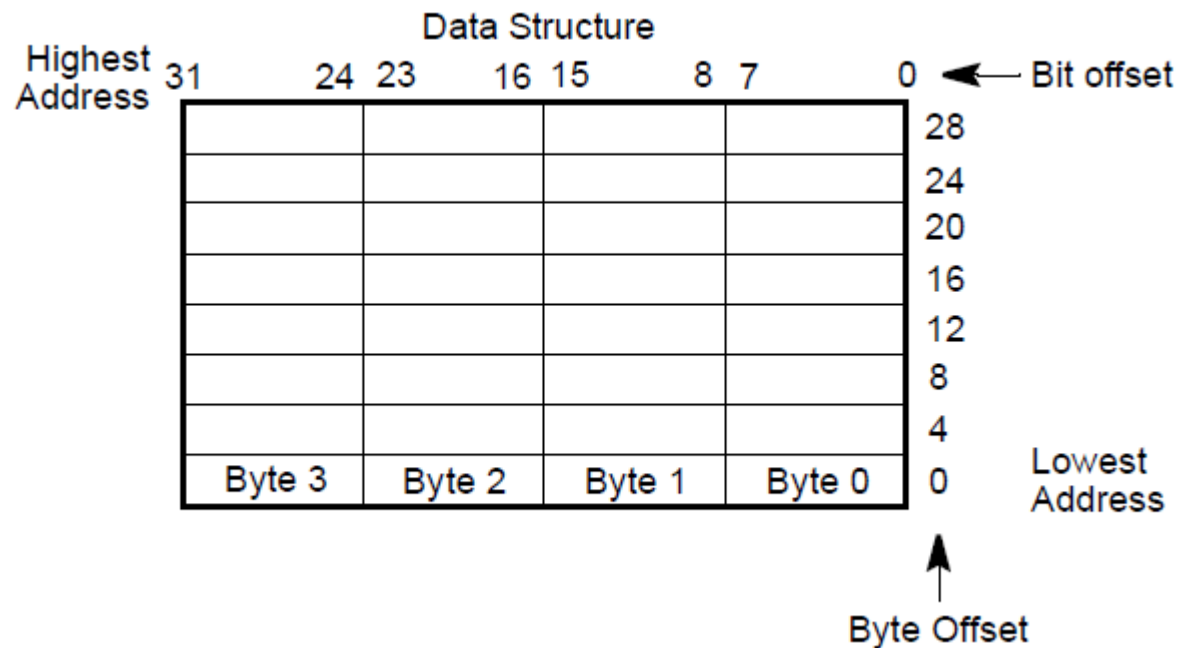 Data Structure
Highest
Address
31 24 23 16 15 8 7 0 Bit offset
28
24
20
16
12
8
4
Byte 3 Byte 2 Byte 1 Byte 0 0
Lowest
Address
Byte Offset